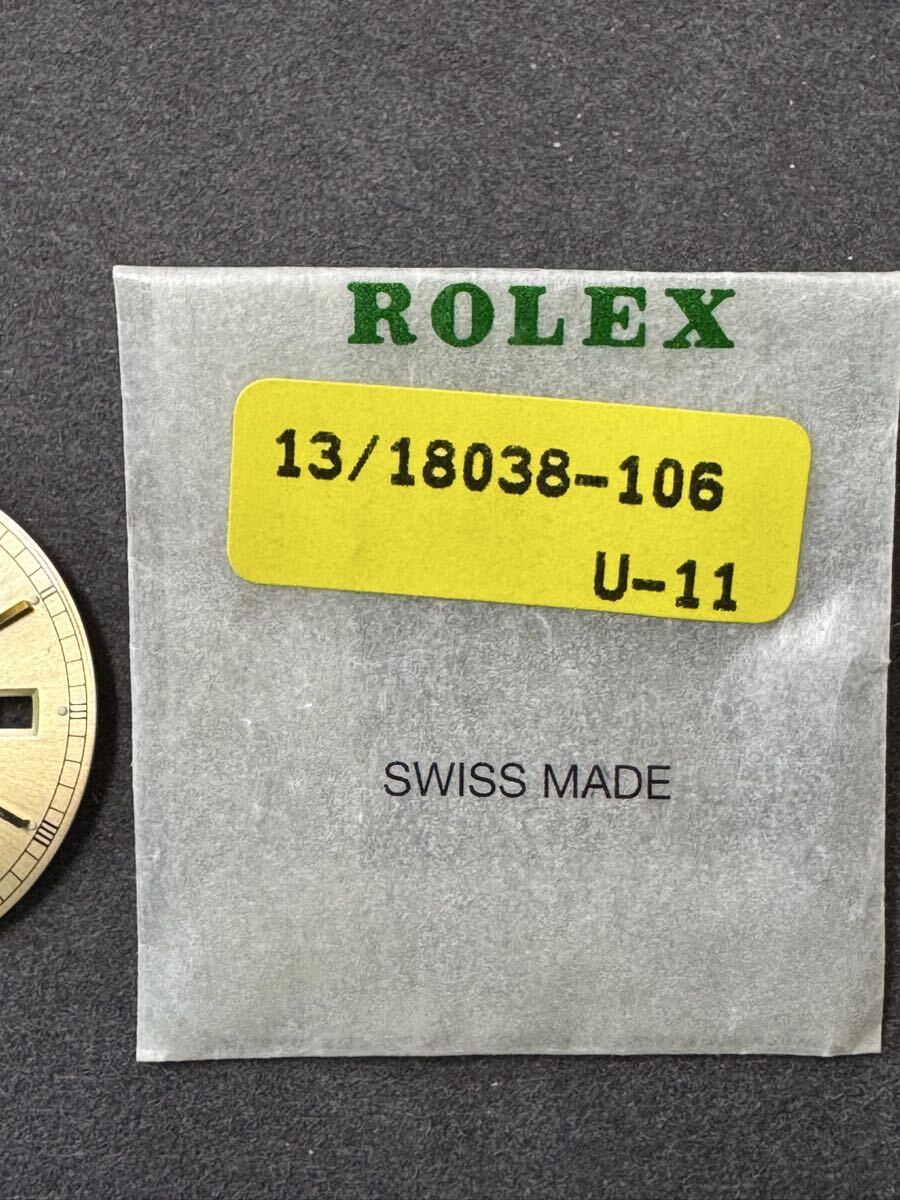 ROLEX
13/18038-106
U-11
SWISS MADE